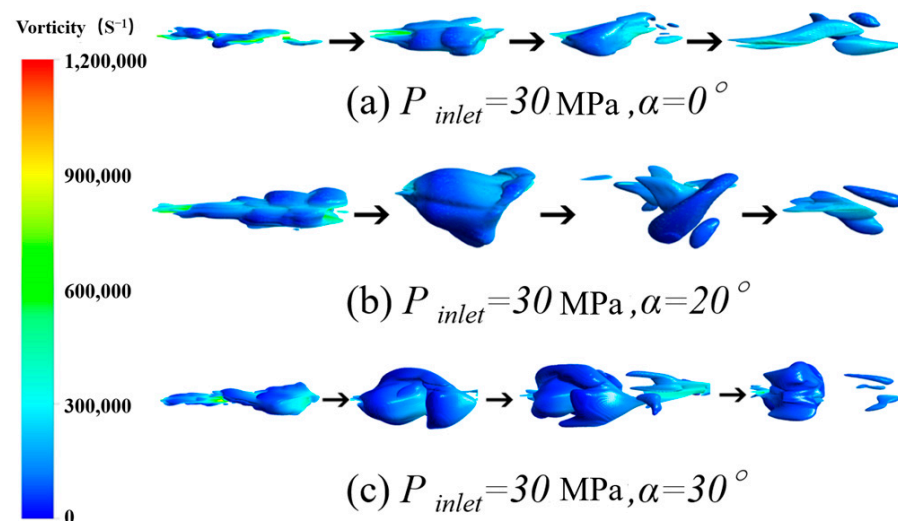 Vorticity (S⁻¹)
1,200,000
900,000
600,000
300,000
0
(a) P inlet=30 MPa ,α=0°
(b) P inlet=30 MPa ,α=20°
(c) P inlet=30 MPa ,α=30°